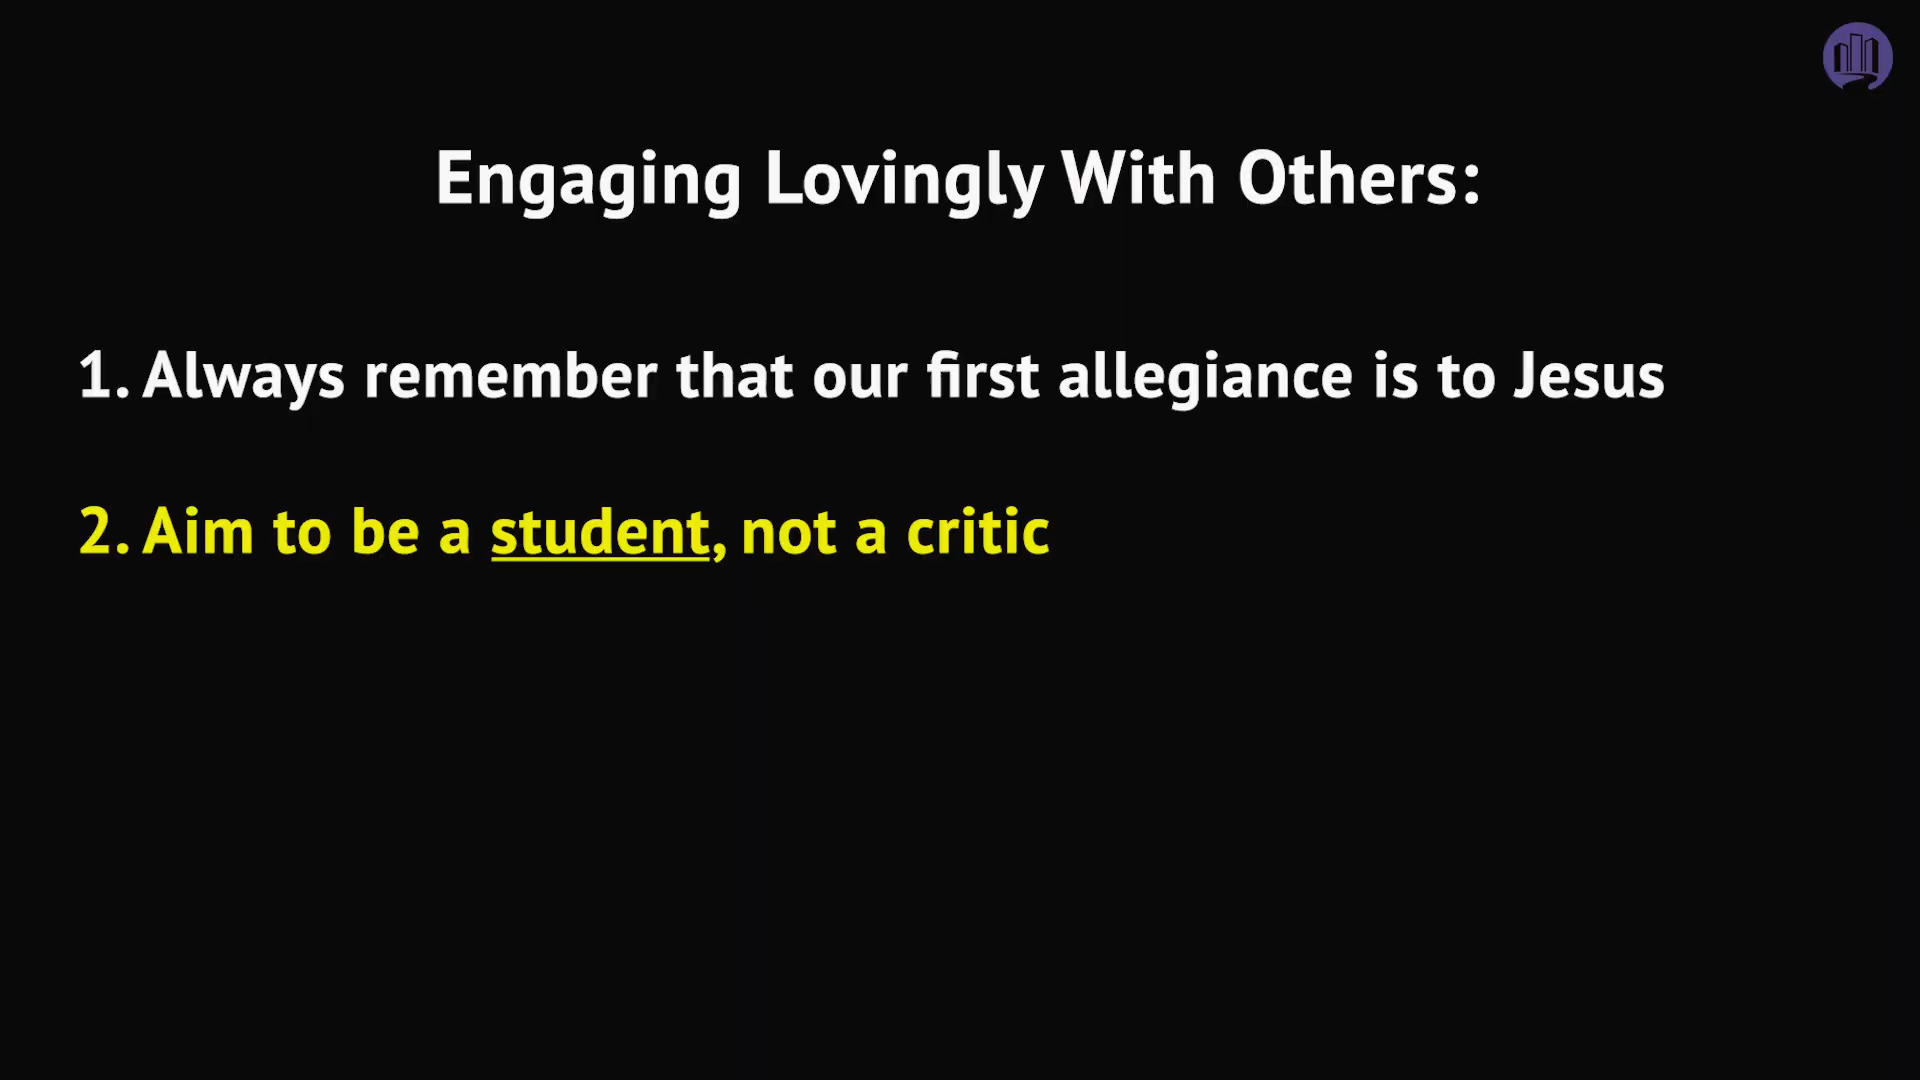 Engaging Lovingly With Others:
1. Always remember that our first allegiance is to Jesus
2. Aim to be a student, not a critic